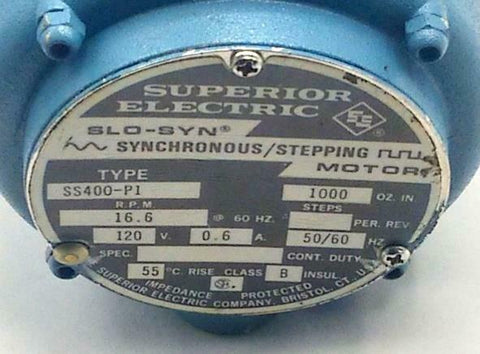 SUPERIOR
ELECTRIC
SE
SLO-SYN®
SYNCHRONOUS/STEPPING
MOTOR
TYPE
SS400-P1 1000 OZ. IN.
R.P.M. STEPS
16.6 @ 60 HZ. PER. REV.
120 V. 0.6 A. 50/60 HZ
SPEC. CONT. DUTY
55 °C RISE CLASS B INSUL.
IMPEDANCE PROTECTED
SUPERIOR ELECTRIC COMPANY, BRISTOL, CT U.